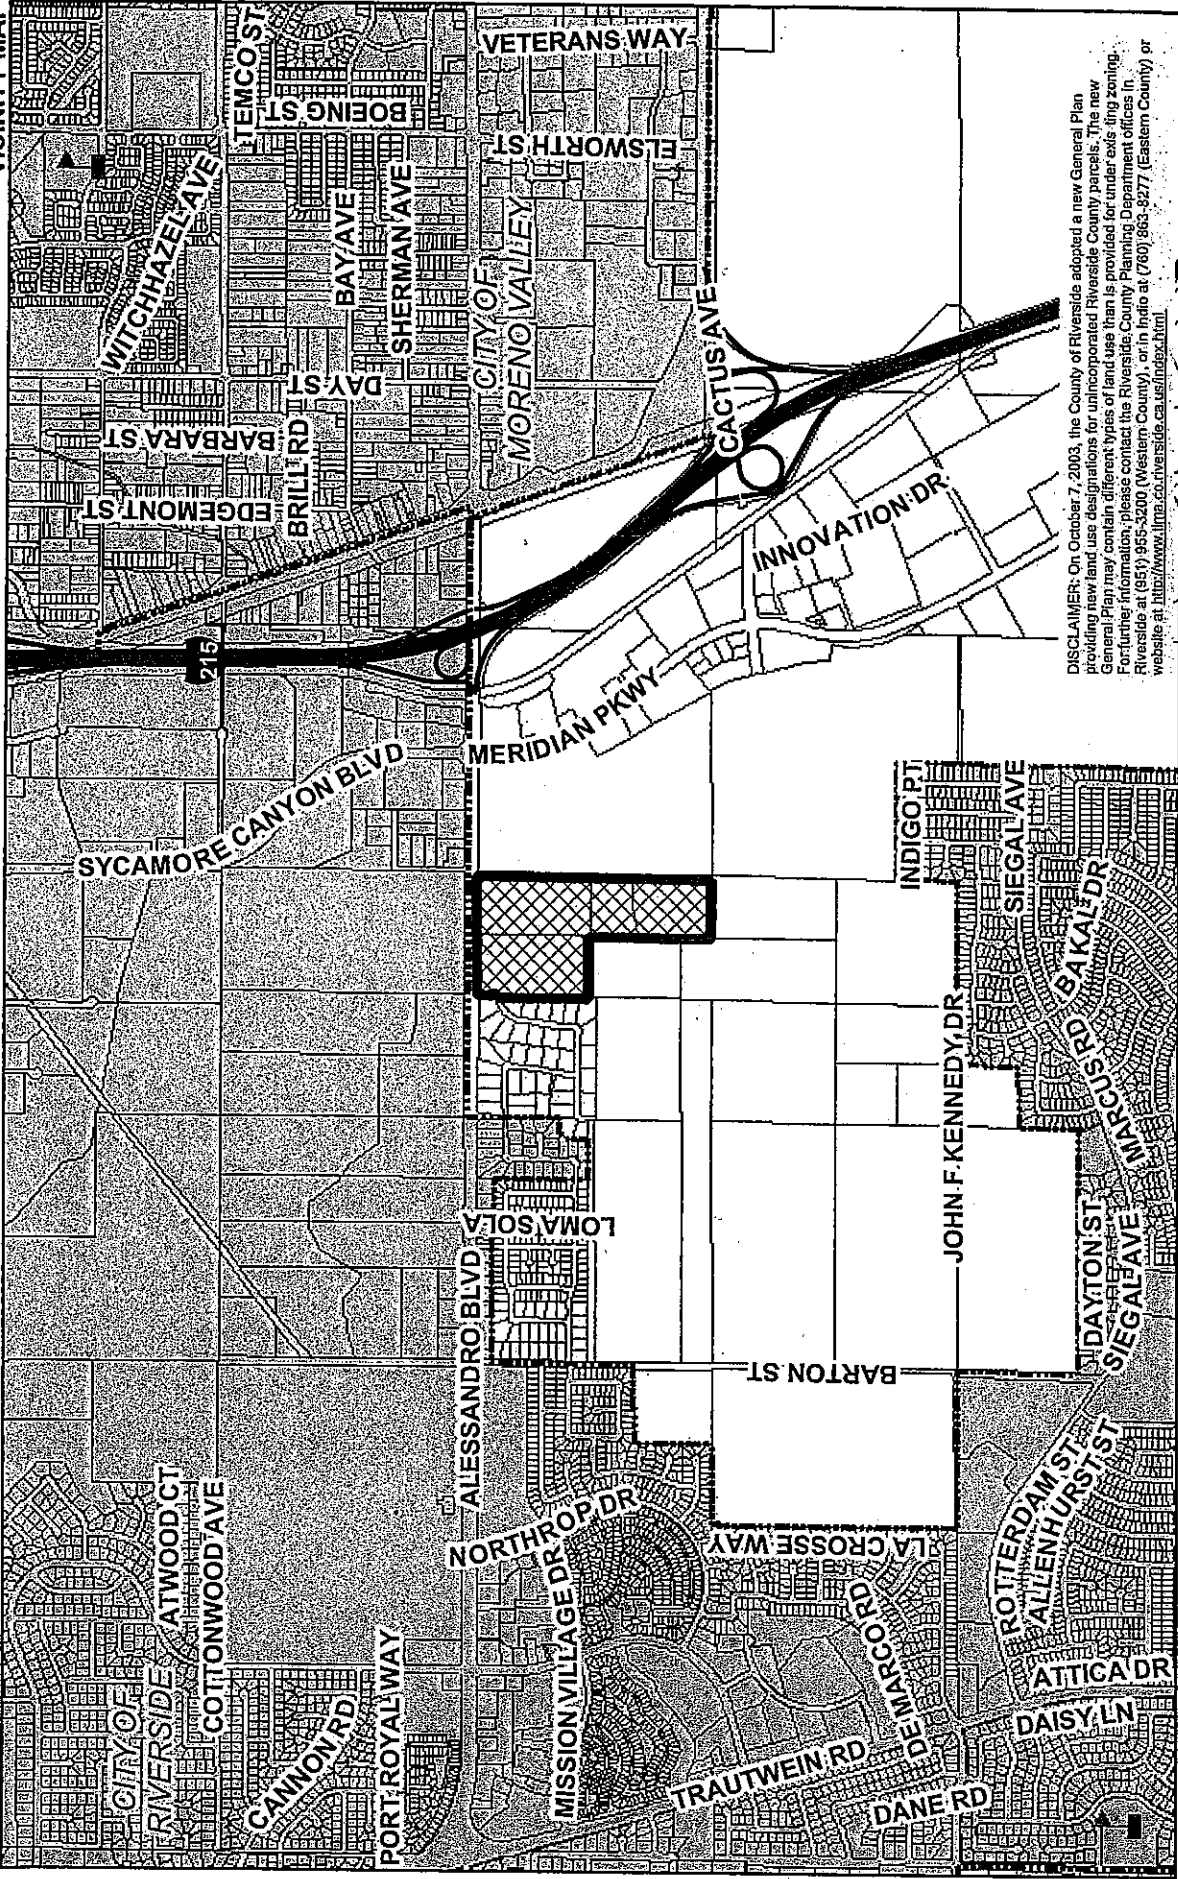 VETERANS WAY
TEMCO ST
BOEING ST
ELSWORTH ST
WITCHHAZEL AVE
BAY AVE
SHERMAN AVE
CITY OF
MORENO VALLEY
DAY ST
CACTUS AVE
BARBARA ST
BRILL RD
EDGEMONT ST
INNOVATION DR
215
MERIDIAN PKWY
SYCAMORE CANYON BLVD
INDIGO PT
SIEGAL AVE
BAKAL DR
JOHN F KENNEDY DR
MARCUS RD
LOMA SOLA
ALESSANDRO BLVD
DAYTON ST
SIEGAL AVE
BARTON ST
ATWOOD CT
COTTONWOOD AVE
NORTHROP DR
LA CROSSE WAY
ROTTERDAM ST
ALLENHURST ST
CITY OF
RIVERSIDE
CANNON RD
PORT ROYAL WAY
MISSION VILLAGE DR
DE MARCO RD
TRAUTWEIN RD
ATTICA DR
DAISY LN
DANE RD
DISCLAIMER: On October 7, 2003, the County of Riverside adopted a new General Plan
providing new land use designations for unincorporated Riverside County parcels. The new
General Plan may contain different types of land use than is provided for under existing zoning.
For further information, please contact the Riverside County Planning Department offices in
Riverside at (951) 955-3200 (Western County), or in Indio at (760) 863-8277 (Eastern County) or
website at http://www.tlma.co.riverside.ca.us/index.html